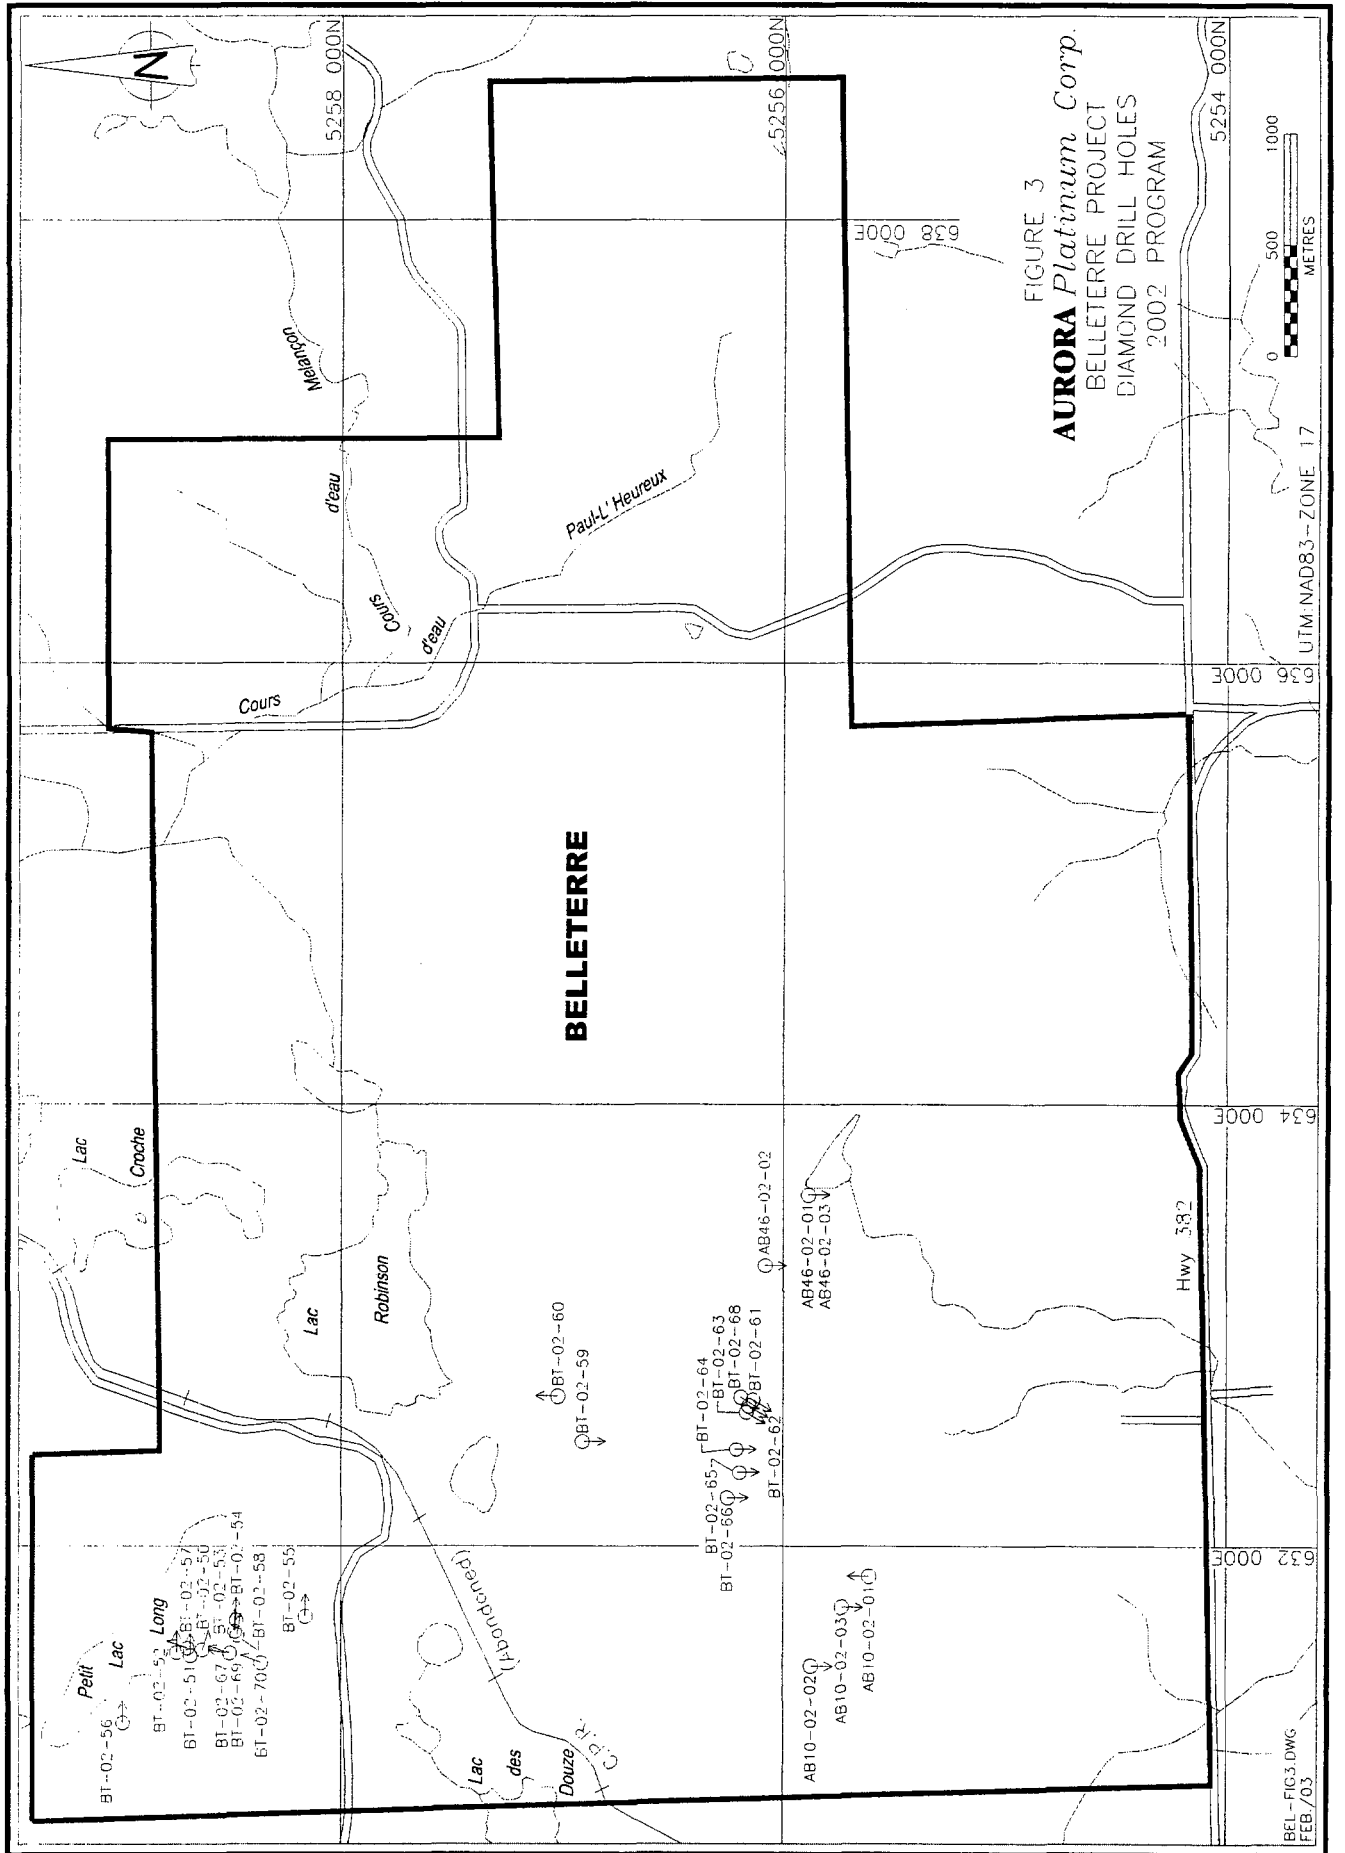 N
5258 000N
5256 000N
5254 000N
638 000E
636 000E
634 000E
632 000E
FIGURE 3
AURORA Platinum Corp.
BELLETERRE PROJECT
DIAMOND DRILL HOLES
2002 PROGRAM
0 500 1000
METRES
UTM:NAD83-ZONE 17
Melançon
d'eau
Cours
Paul-L' Heureux
d'eau
Cours
BELLETERRE
Lac
Croche
Lac
Robinson
Petit
Lac
Long
Lac
des
Douze
C.P.R.
(abandoned)
Hwy 382
BT-02-56
BT-02-52
BT-02-57
BT-02-51
BT-02-50
BT-02-67
BT-02-53
BT-02-69
BT-02-54
BT-02-70
BT-02-58
BT-02-55
BT-02-60
BT-02-59
BT-02-64
BT-02-63
BT-02-68
BT-02-61
BT-02-65
BT-02-66
BT-02-62
AB46-02-02
AB46-02-01
AB46-02-03
AB10-02-02
AB10-02-03
AB10-02-01
BEL-FIG3.DWG
FEB./03